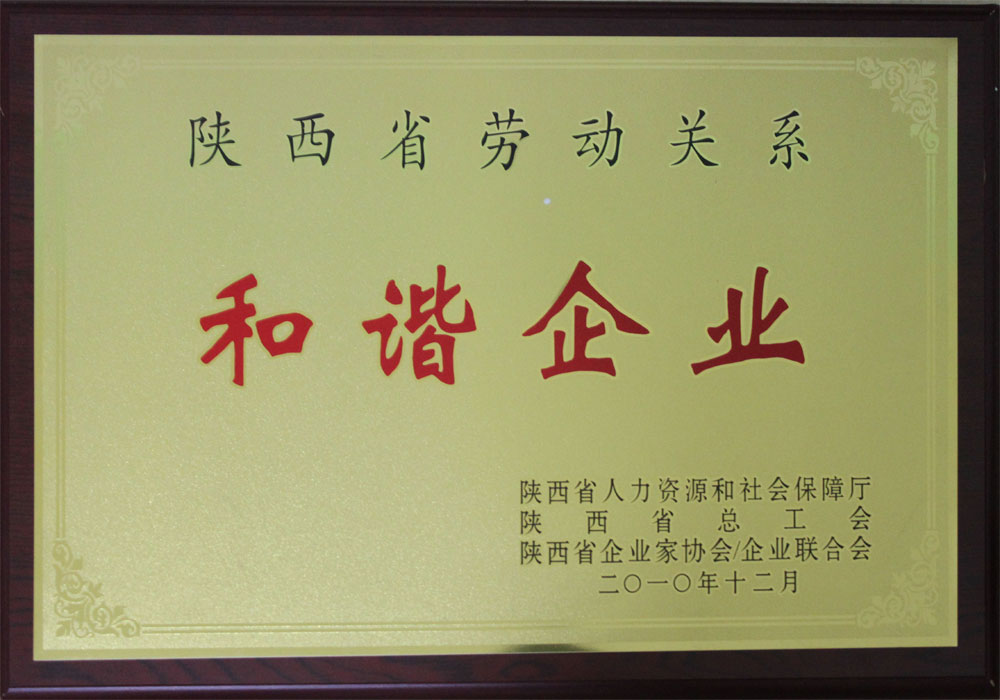 陕西省劳动关系
和谐企业
陕西省人力资源和社会保障厅
陕西省总工会
陕西省企业家协会/企业联合会
二〇一〇年十二月